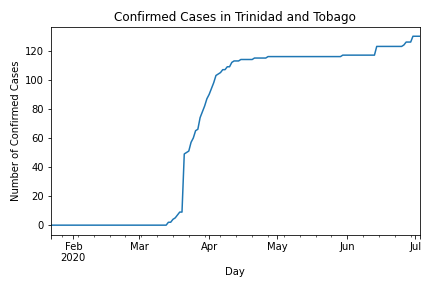 Confirmed Cases in Trinidad and Tobago
Number of Confirmed Cases
120
100
80
60
40
20
0
Feb
2020
Mar
Apr
May
Jun
Jul
Day